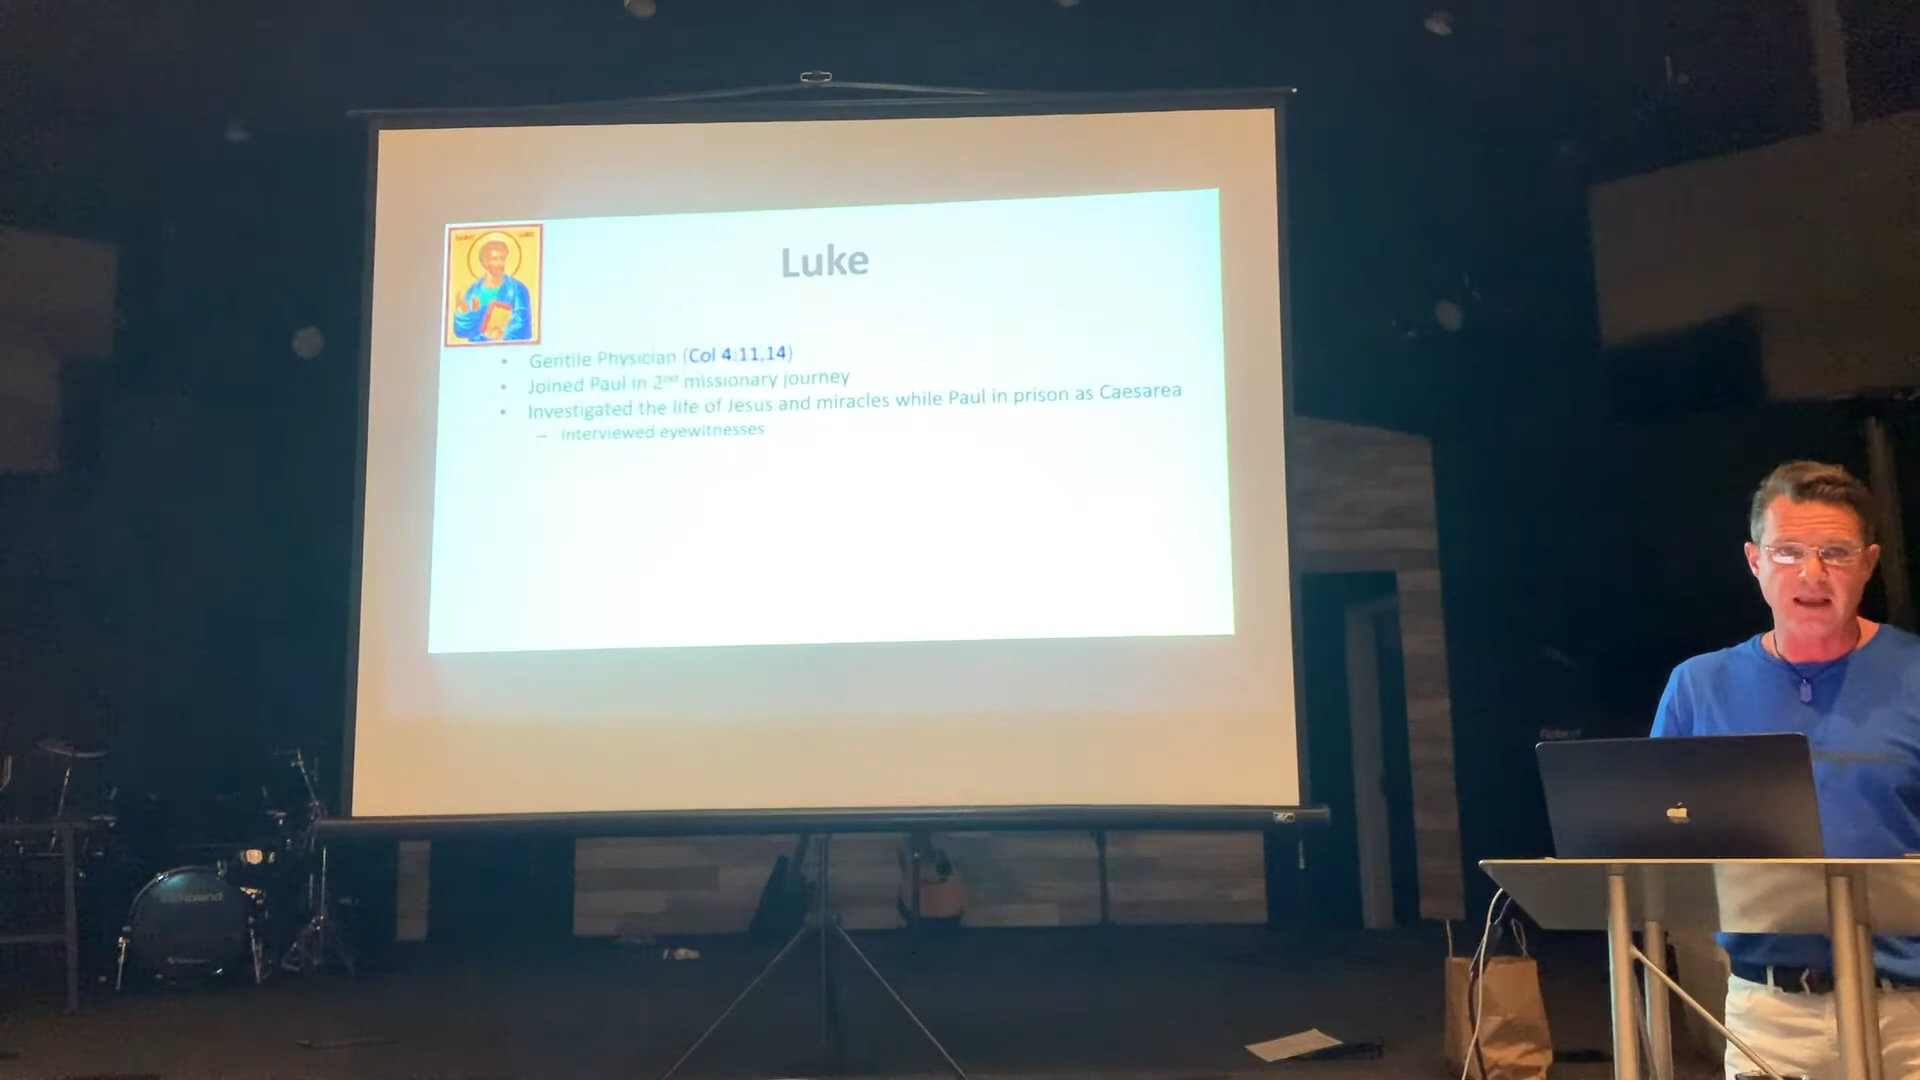 Luke
• Gentile Physician (Col 4:11,14)
• Joined Paul in 2nd missionary journey
• Investigated the life of Jesus and miracles while Paul in prison as Caesarea
– Interviewed eyewitnesses
Roland